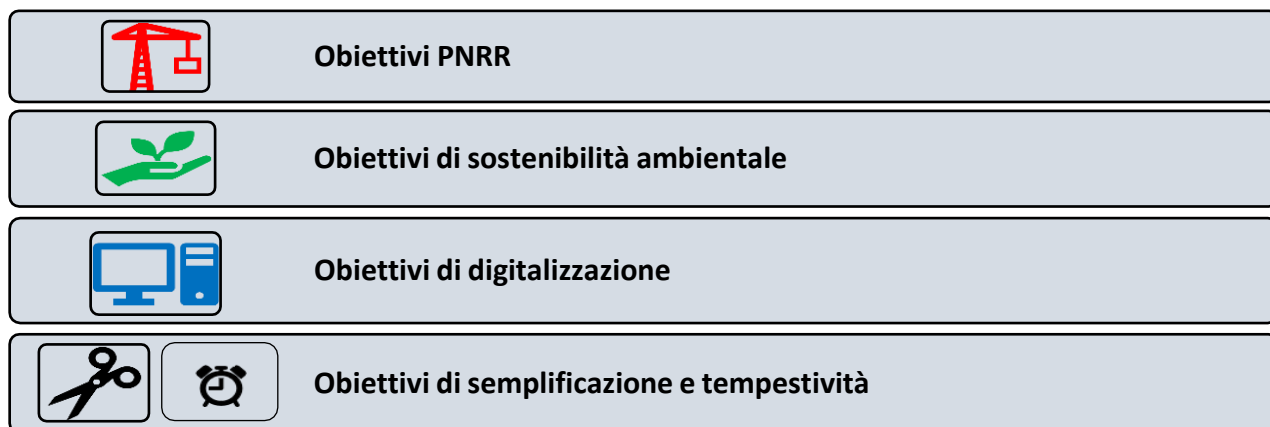 Obiettivi PNRR
Obiettivi di sostenibilità ambientale
Obiettivi di digitalizzazione
Obiettivi di semplificazione e tempestività